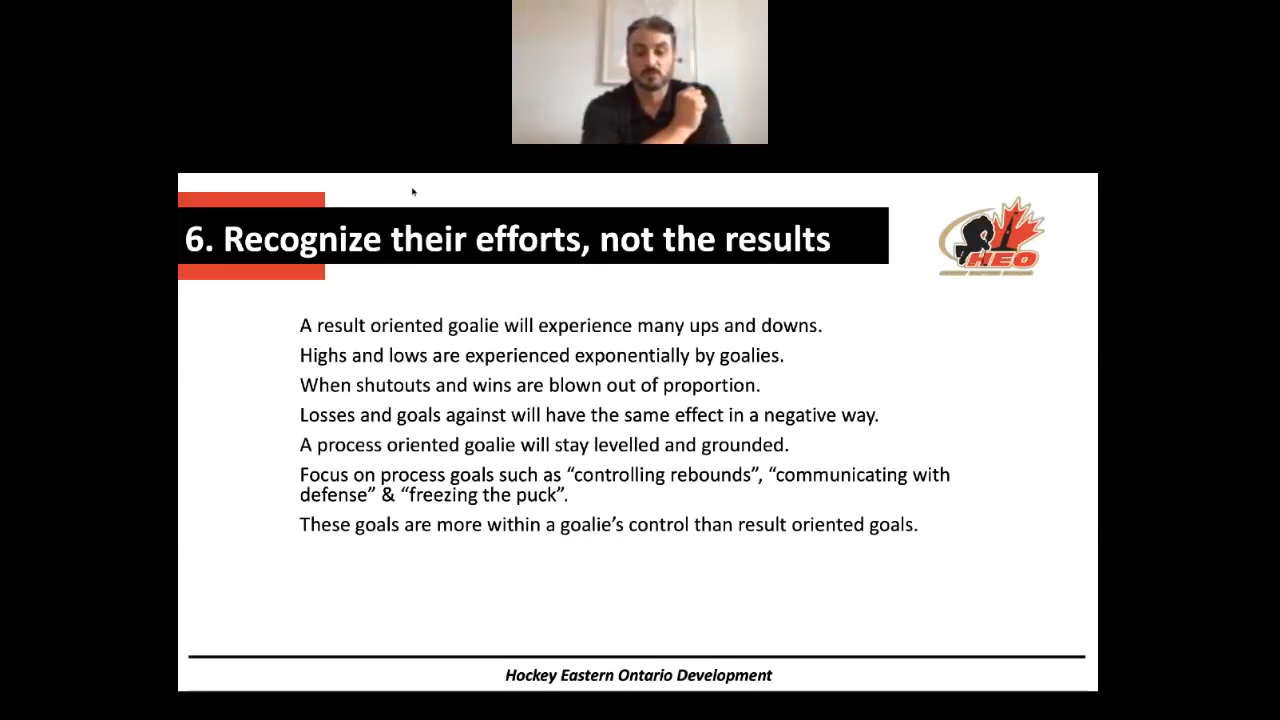 6. Recognize their efforts, not the results
HEO
A result oriented goalie will experience many ups and downs.
Highs and lows are experienced exponentially by goalies.
When shutouts and wins are blown out of proportion.
Losses and goals against will have the same effect in a negative way.
A process oriented goalie will stay levelled and grounded.
Focus on process goals such as “controlling rebounds”, “communicating with
defense” & “freezing the puck”.
These goals are more within a goalie’s control than result oriented goals.
Hockey Eastern Ontario Development